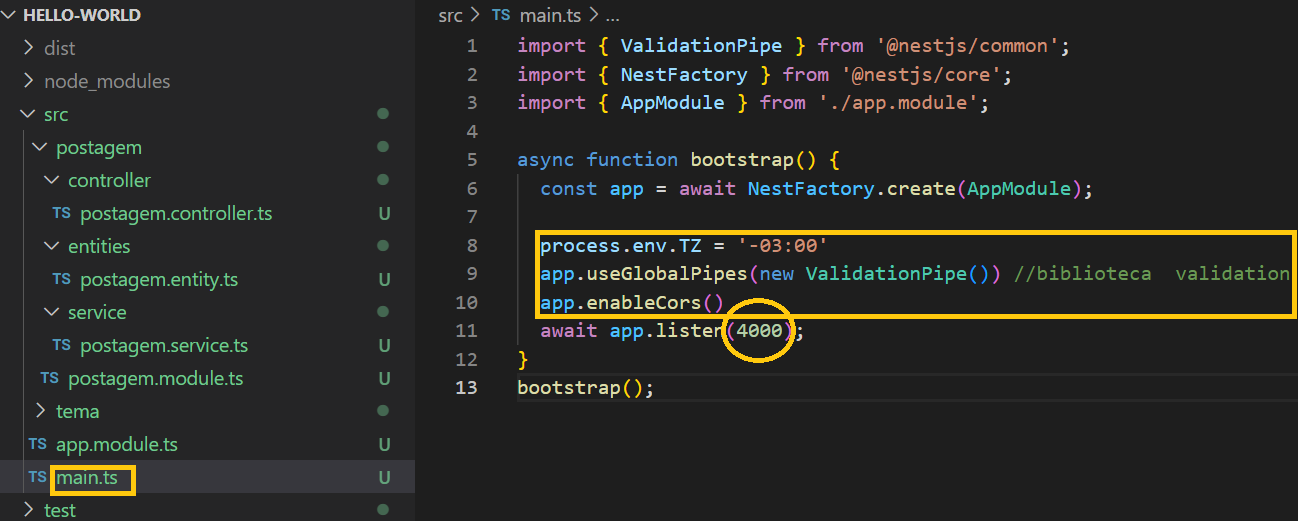 HELLO-WORLD
dist
node_modules
src
postagem
controller
TS postagem.controller.ts U
entities
TS postagem.entity.ts U
service
TS postagem.service.ts U
TS postagem.module.ts U
tema
TS app.module.ts U
TS main.ts U
test
src > TS main.ts > ...
1 import { ValidationPipe } from '@nestjs/common';
2 import { NestFactory } from '@nestjs/core';
3 import { AppModule } from './app.module';
4
5 async function bootstrap() {
6 const app = await NestFactory.create(AppModule);
7
8 process.env.TZ = '-03:00'
9 app.useGlobalPipes(new ValidationPipe()) //biblioteca validation
10 app.enableCors()
11 await app.listen(4000);
12 }
13 bootstrap();